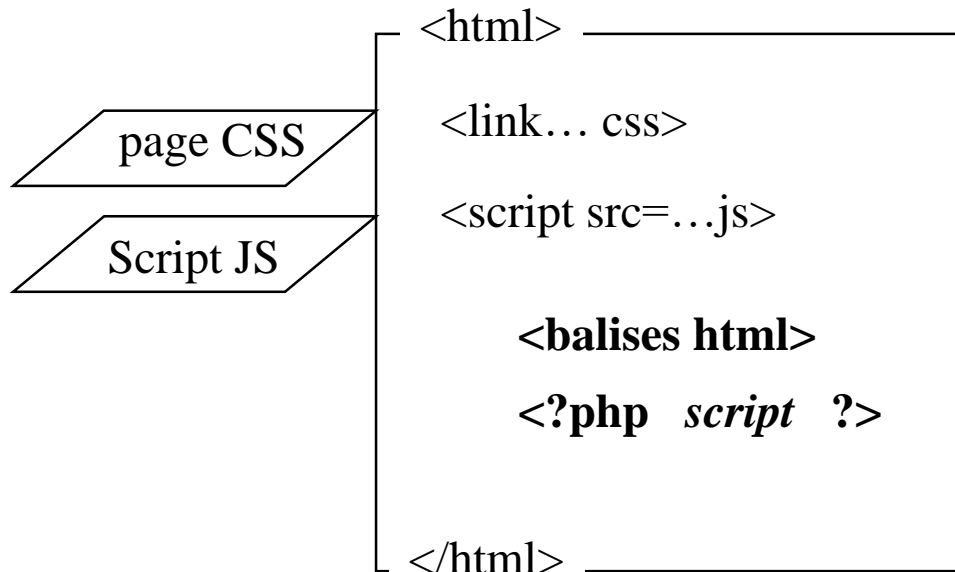 <html>
<link… css>
page CSS
<script src=…js>
Script JS
<balises html>
<?php script ?>
</html>